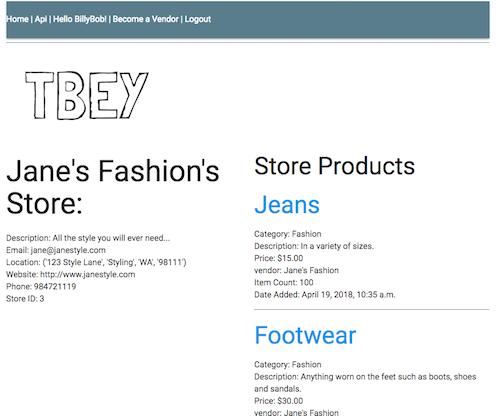 Home | Api | Hello BillyBob! | Become a Vendor | Logout
TBEY
Jane's Fashion's
Store:
Description: All the style you will ever need...
Email: jane@janestyle.com
Location: ('123 Style Lane', 'Styling', 'WA', '98111')
Website: http://www.janestyle.com
Phone: 984721119
Store ID: 3
Store Products
Jeans
Category: Fashion
Description: In a variety of sizes.
Price: $15.00
vendor: Jane's Fashion
Item Count: 100
Date Added: April 19, 2018, 10:35 a.m.
Footwear
Category: Fashion
Description: Anything worn on the feet such as boots, shoes
and sandals.
Price: $30.00
vendor: Jane's Fashion